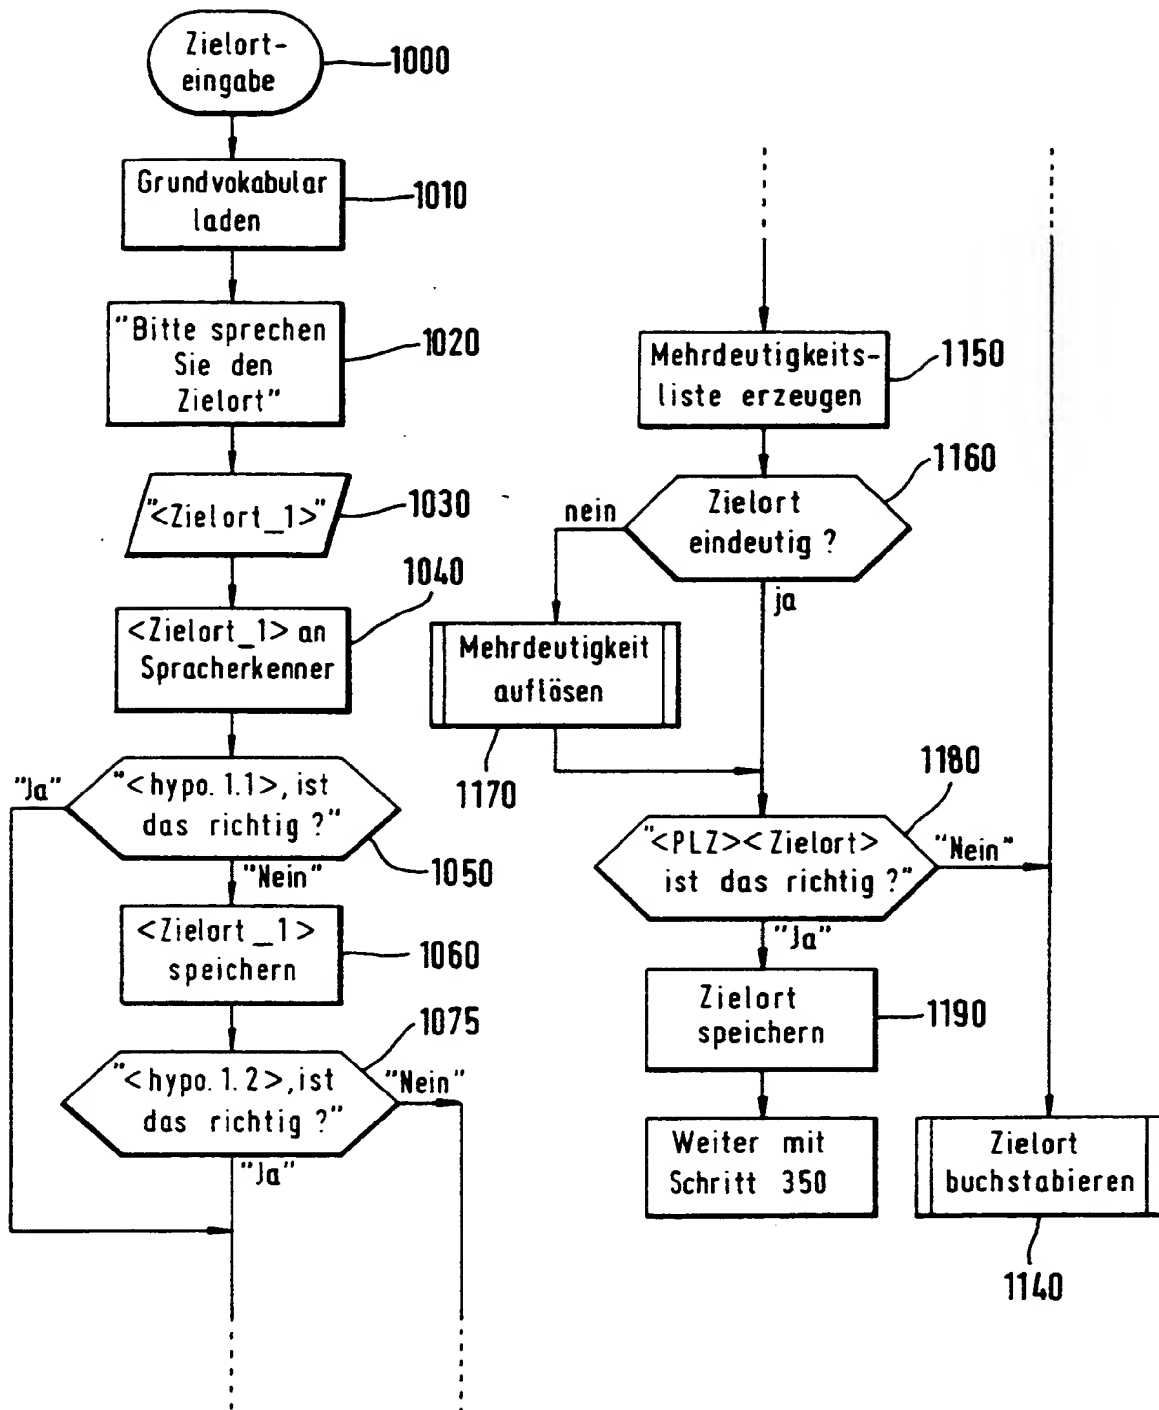 Zielort-
eingabe
1000
Grundvokabular
laden
1010
"Bitte sprechen
Sie den
Zielort"
1020
"<Zielort_1>"
1030
<Zielort_1> an
Spracherkenner
1040
"<hypo. 1.1>, ist
das richtig ?"
1050
"Ja"
"Nein"
<Zielort_1>
speichern
1060
"<hypo. 1. 2>, ist
das richtig ?"
1075
"Nein"
"Ja"
Mehrdeutigkeits-
liste erzeugen
1150
Zielort
eindeutig ?
1160
nein
ja
Mehrdeutigkeit
auflösen
1170
"<PLZ><Zielort>
ist das richtig ?"
1180
"Nein"
"Ja"
Zielort
speichern
1190
Weiter mit
Schritt 350
Zielort
buchstabieren
1140